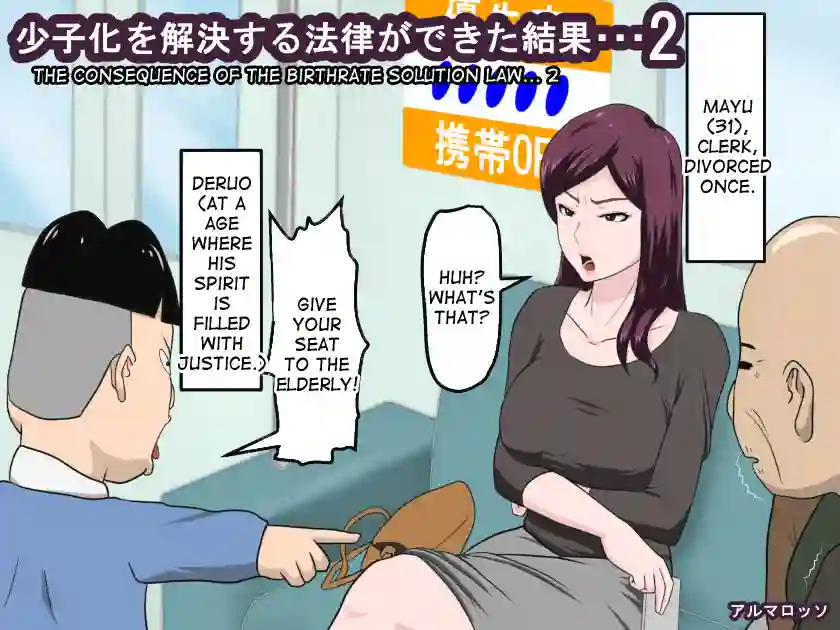 少子化を解決する法律ができた結果…2
THE CONSEQUENCE OF THE BIRTHRATE SOLUTION LAW... 2
携帯OF
MAYU
(31),
CLERK,
DIVORCED
ONCE.
DERUO
(AT A
AGE
WHERE
HIS
SPIRIT
IS
FILLED
WITH
JUSTICE.)
GIVE
YOUR
SEAT
TO THE
ELDERLY!
HUH?
WHAT'S
THAT?
アルマロッソ